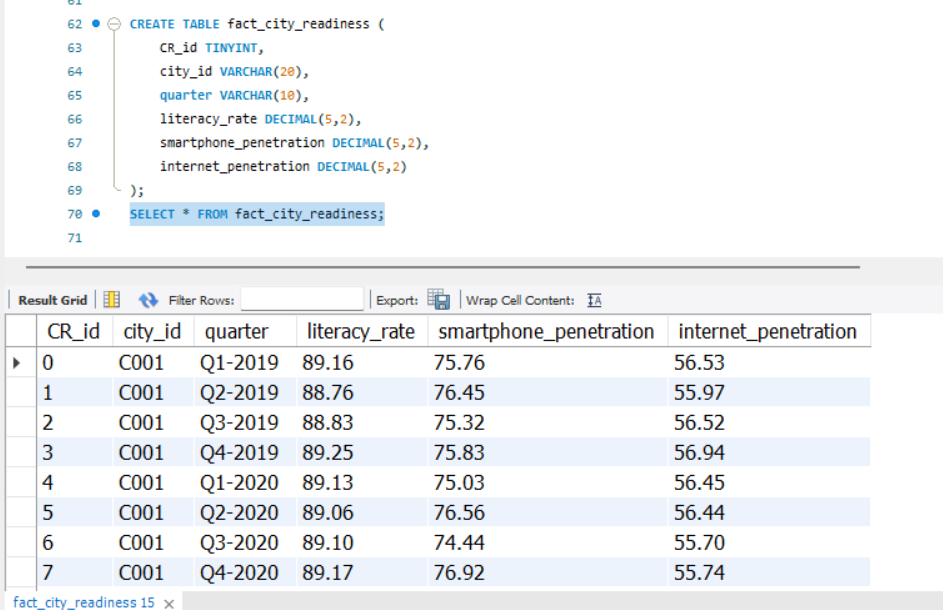 61
62 CREATE TABLE fact_city_readiness (
63 CR_id TINYINT,
64 city_id VARCHAR(20),
65 quarter VARCHAR(10),
66 literacy_rate DECIMAL(5,2),
67 smartphone_penetration DECIMAL(5,2),
68 internet_penetration DECIMAL(5,2)
69 );
70 SELECT * FROM fact_city_readiness;
71
Result Grid Filter Rows: Export: Wrap Cell Content: IA
CR_id city_id quarter literacy_rate smartphone_penetration internet_penetration
0 C001 Q1-2019 89.16 75.76 56.53
1 C001 Q2-2019 88.76 76.45 55.97
2 C001 Q3-2019 88.83 75.32 56.52
3 C001 Q4-2019 89.25 75.83 56.94
4 C001 Q1-2020 89.13 75.03 56.45
5 C001 Q2-2020 89.06 76.56 56.44
6 C001 Q3-2020 89.10 74.44 55.70
7 C001 Q4-2020 89.17 76.92 55.74
fact_city_readiness 15